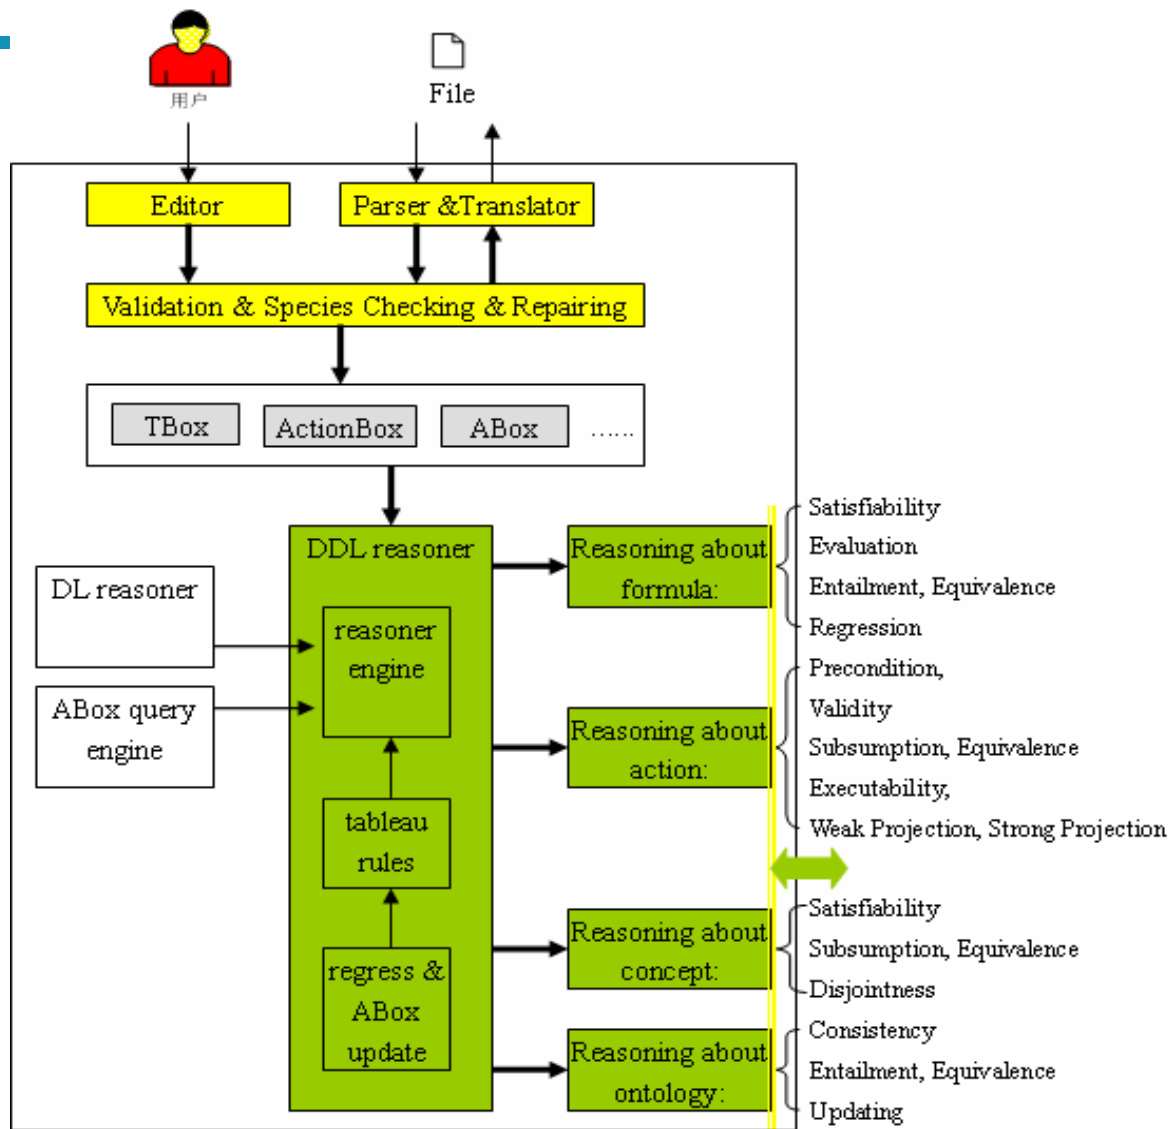 用户
File
Editor
Parser &Translator
Validation & Species Checking & Repairing
TBox
ActionBox
ABox
......
DDL reasoner
DL reasoner
ABox query
engine
reasoner
engine
tableau
rules
regress &
ABox
update
Reasoning about
formula:
Satisfiability
Evaluation
Entailment, Equivalence
Regression
Reasoning about
action:
Precondition,
Validity
Subsumption, Equivalence
Executability,
Weak Projection, Strong Projection
Reasoning about
concept:
Satisfiability
Subsumption, Equivalence
Disjointness
Reasoning about
ontology:
Consistency
Entailment, Equivalence
Updating